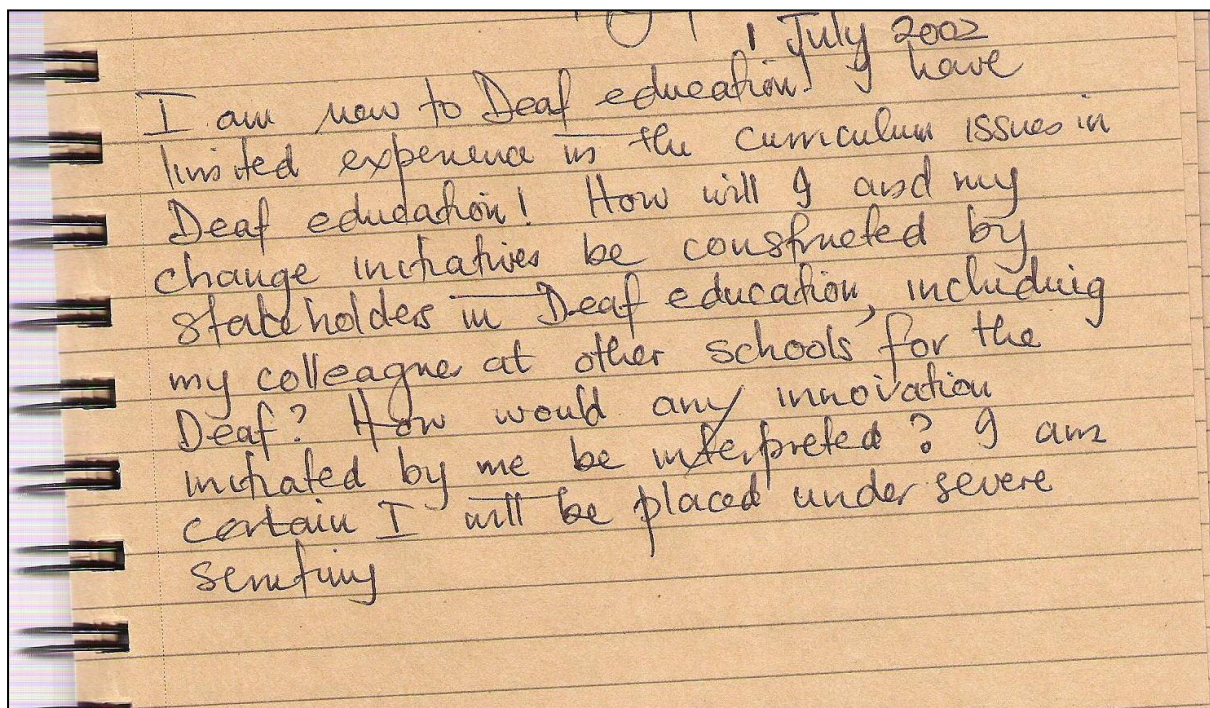 1 July 2002
I am new to Deaf education! I have
limited experience in the curriculum issues in
Deaf education! How will I and my
change initiatives be constructed by
stakeholders in Deaf education, including
my colleagues at other schools for the
Deaf? How would any innovation
initiated by me be interpreted? I am
certain I will be placed under severe
scrutiny